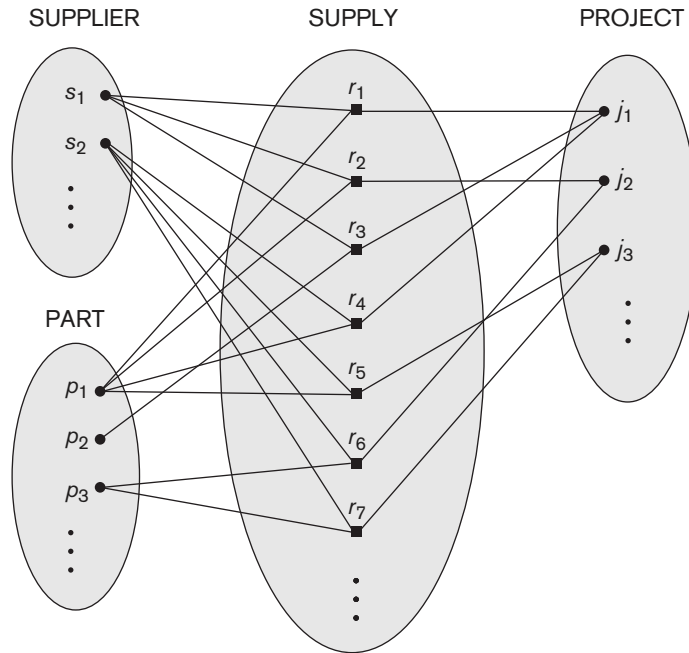 SUPPLIER
s1
s2
PART
p1
p2
p3
SUPPLY
r1
r2
r3
r4
r5
r6
r7
PROJECT
j1
j2
j3